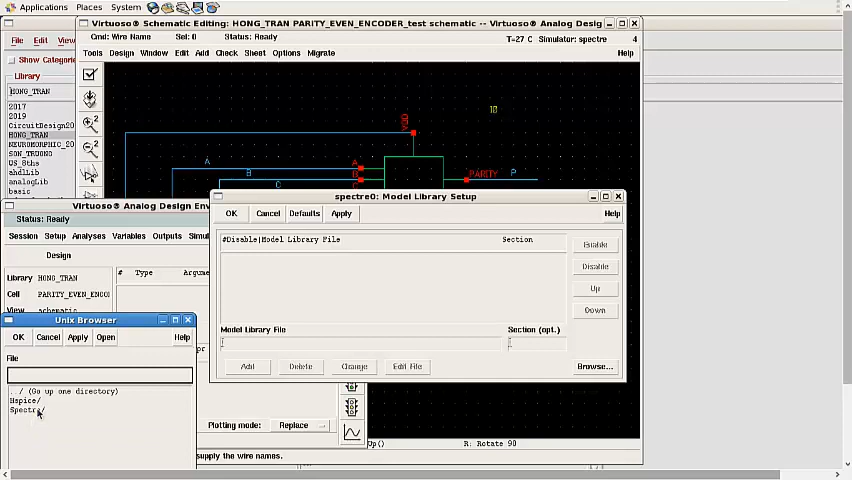 Applications Places System
Virtuoso® Schematic Editing: HONG_TRAN PARITY_EVEN_ENCODER_test schematic -- Virtuoso® Analog Desig
Cmd: Wire Name Sel: 0 Status: Ready T=27 C Simulator: spectre 4
File Edit View
Tools Design Window Edit Add Check Sheet Options Migrate Help
Show Categorie
Library
HONG_TRAN
2017
2019
CircuitDesign20
HONG_TRAN
NEUROMORPHIC_20
SON_TRUONG
US_8ths
ahdlLib
analogLib
basic
VDD
A
B
C
A
B
C
PARITY
P
Virtuoso® Analog Design Env
Status: Ready
Session Setup Analyses Variables Outputs Simu
Design
Library HONG_TRAN
# Type Argume
Cell PARITY_EVEN_ENCO
View schematic
spectre0: Model Library Setup
OK Cancel Defaults Apply Help
#Disable|Model Library File Section
Enable
Disable
Up
Down
Model Library File Section (opt.)
Add Delete Change Edit File Browse...
Unix Browser
OK Cancel Apply Open Help
File
../ (Go up one directory)
Hspice/
Spectre/
Plotting mode: Replace
Up() R: Rotate 90
supply the wire names.